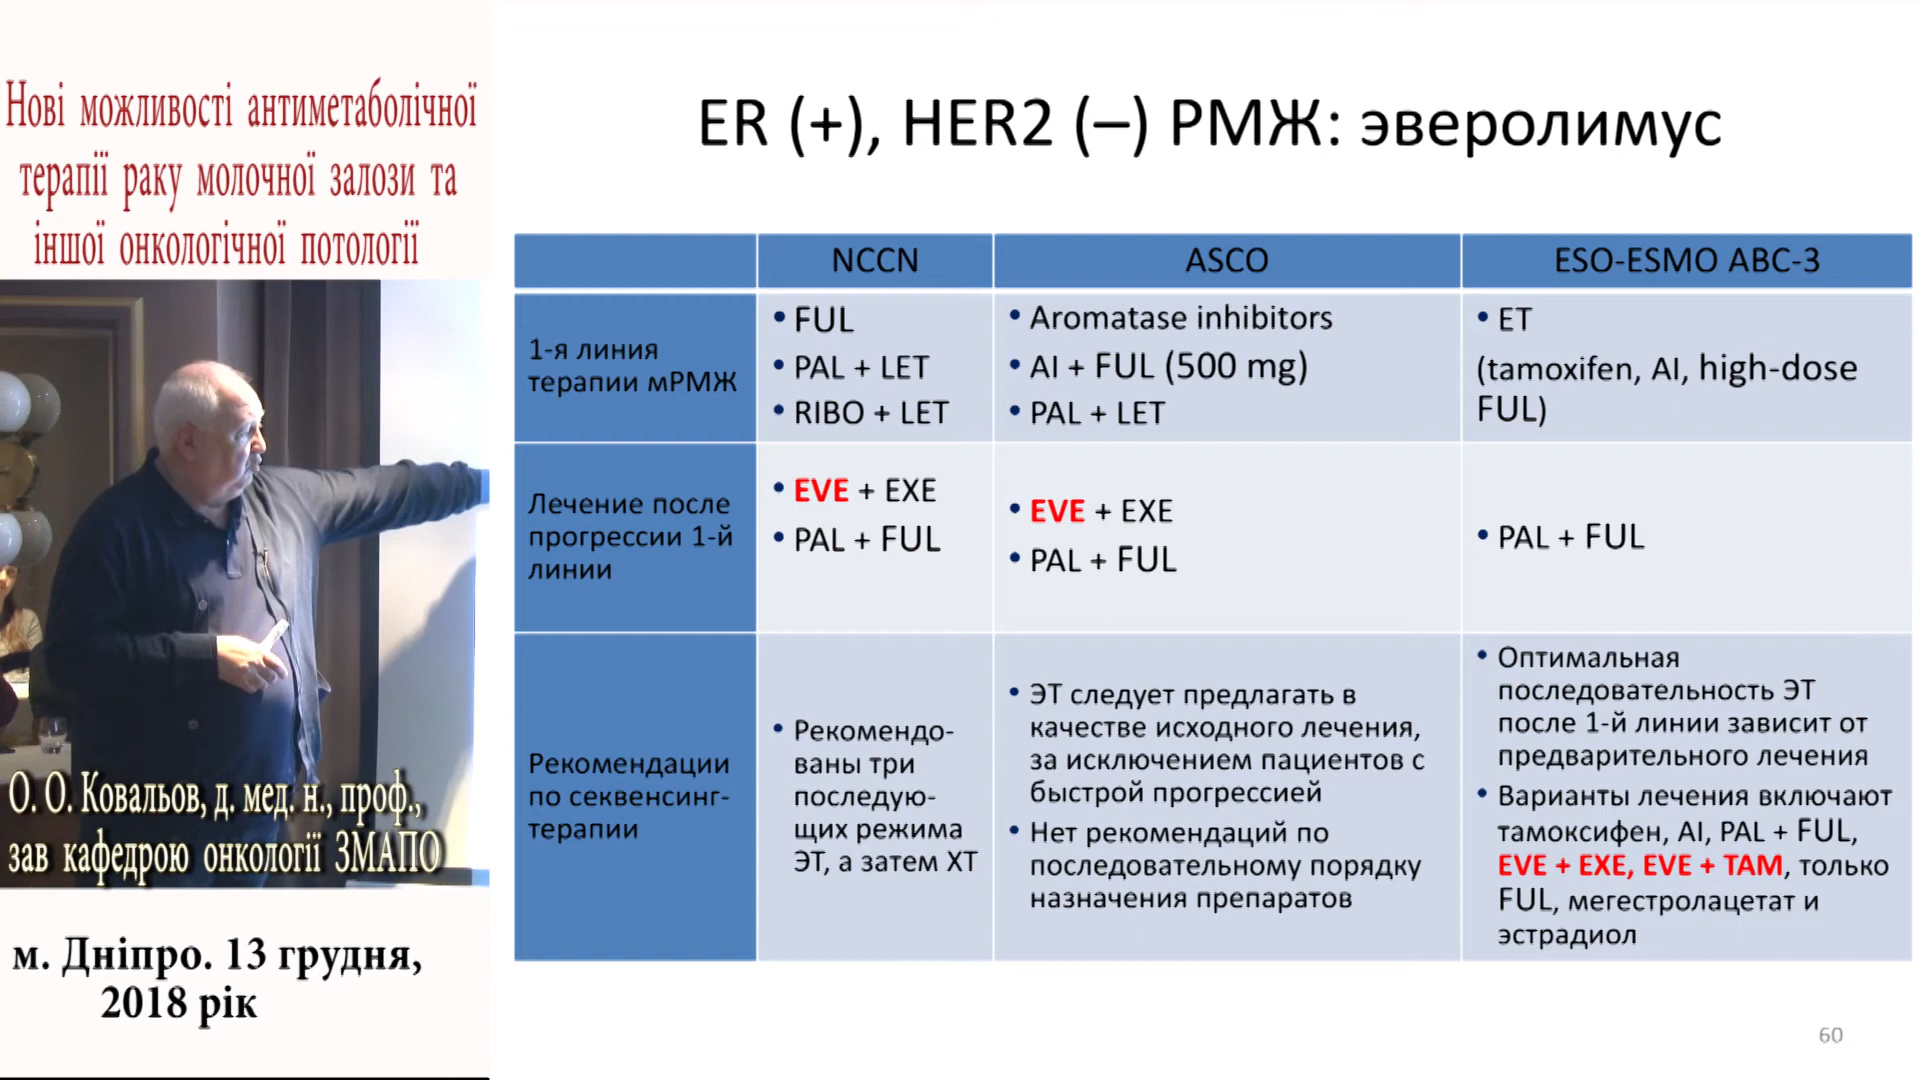 Нові можливості антиметаболічної
терапії раку молочної залози та
іншої онкологічної потології
О. О. Ковальов, д. мед. н., проф.,
зав кафедрою онкології ЗМАПО
м. Дніпро. 13 грудня,
2018 рік
ER (+), HER2 (–) РМЖ: эверолимус
NCCN
ASCO
ESO-ESMO ABC-3
1-я линия
терапии мРМЖ
• FUL
• PAL + LET
• RIBO + LET
• Aromatase inhibitors
• AI + FUL (500 mg)
• PAL + LET
• ET
(tamoxifen, AI, high-dose
FUL)
Лечение после
прогрессии 1-й
линии
• EVE + EXE
• PAL + FUL
• EVE + EXE
• PAL + FUL
• PAL + FUL
Рекомендации
по секвенсинг-
терапии
• Рекомендо-
ваны три
последую-
щих режима
ЭТ, а затем ХТ
• ЭТ следует предлагать в
качестве исходного лечения,
за исключением пациентов с
быстрой прогрессией
• Нет рекомендаций по
последовательному порядку
назначения препаратов
• Оптимальная
последовательность ЭТ
после 1-й линии зависит от
предварительного лечения
• Варианты лечения включают
тамоксифен, AI, PAL + FUL,
EVE + EXE, EVE + TAM, только
FUL, мегестролацетат и
эстрадиол
60